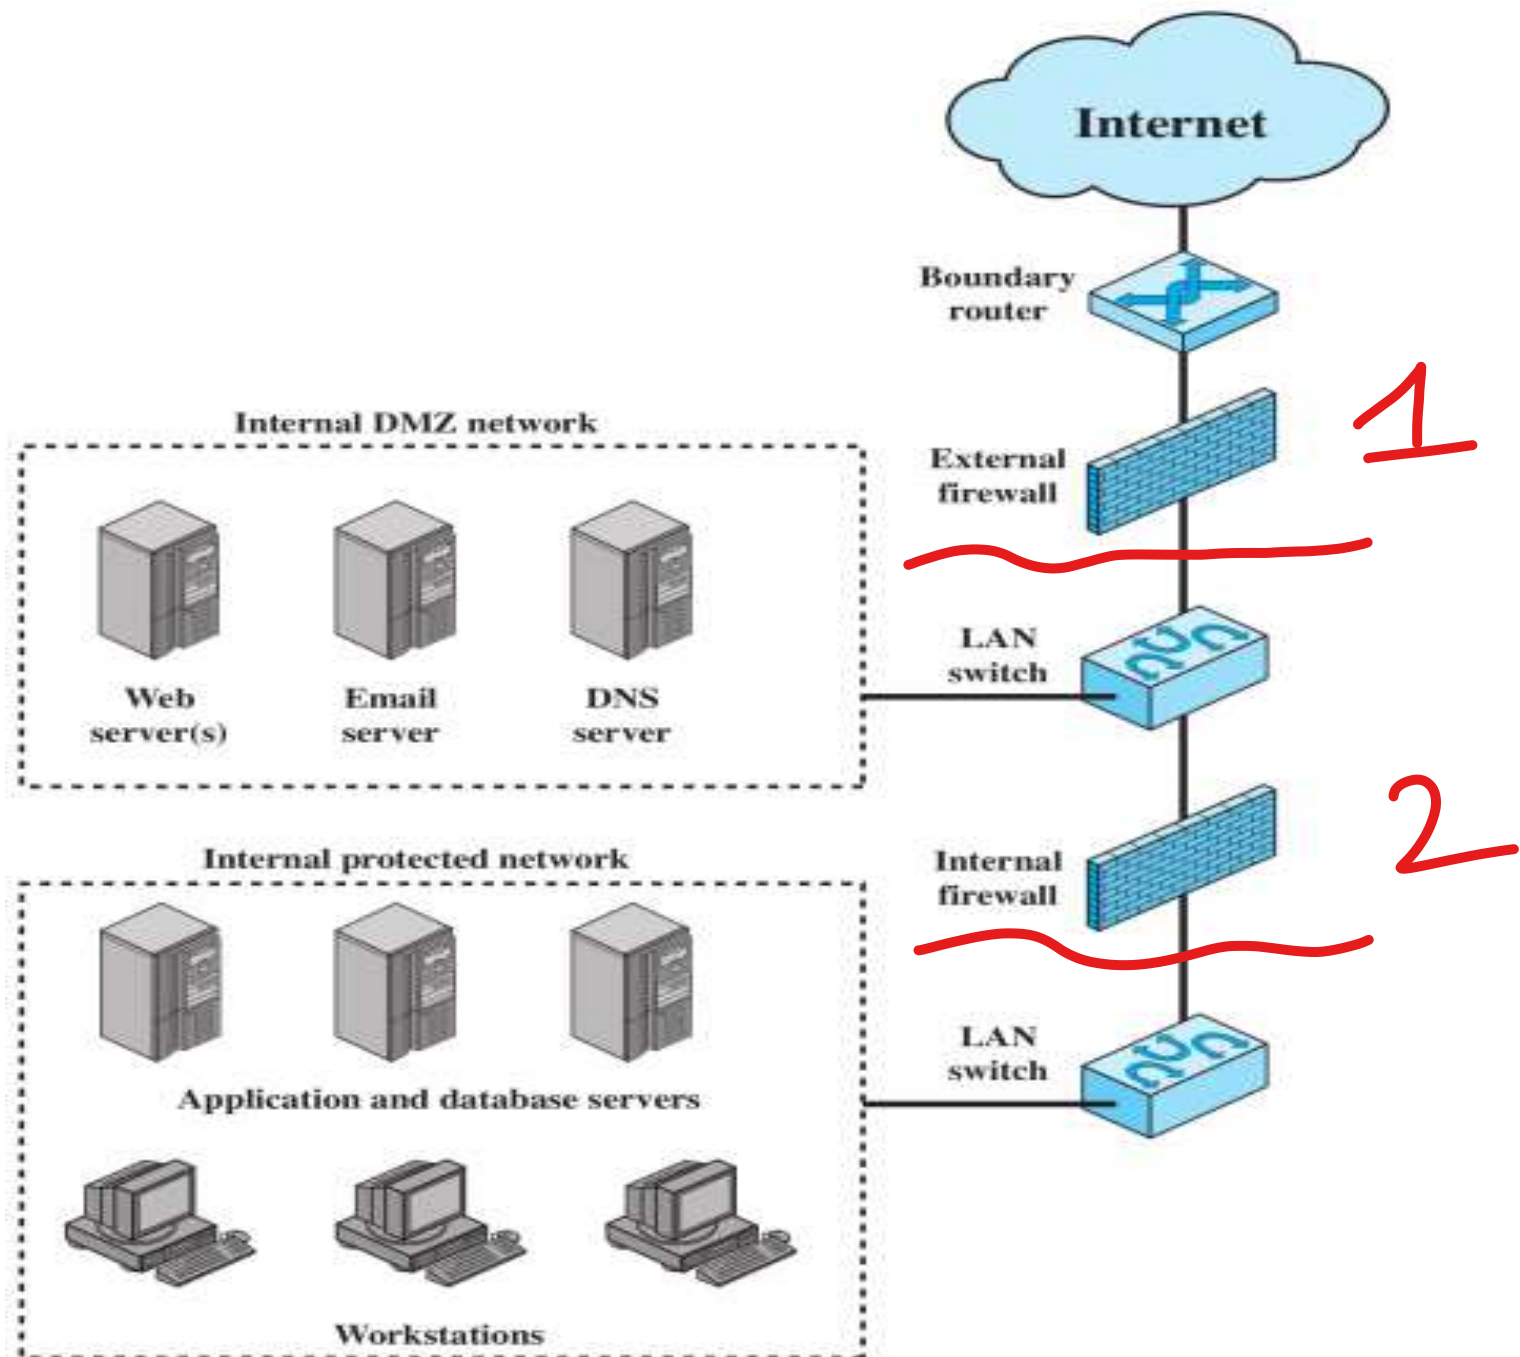 Internet
Boundary
router
1
Internal DMZ network
External
firewall
LAN
switch
Web
server(s)
Email
server
DNS
server
2
Internal protected network
Internal
firewall
LAN
switch
Application and database servers
Workstations